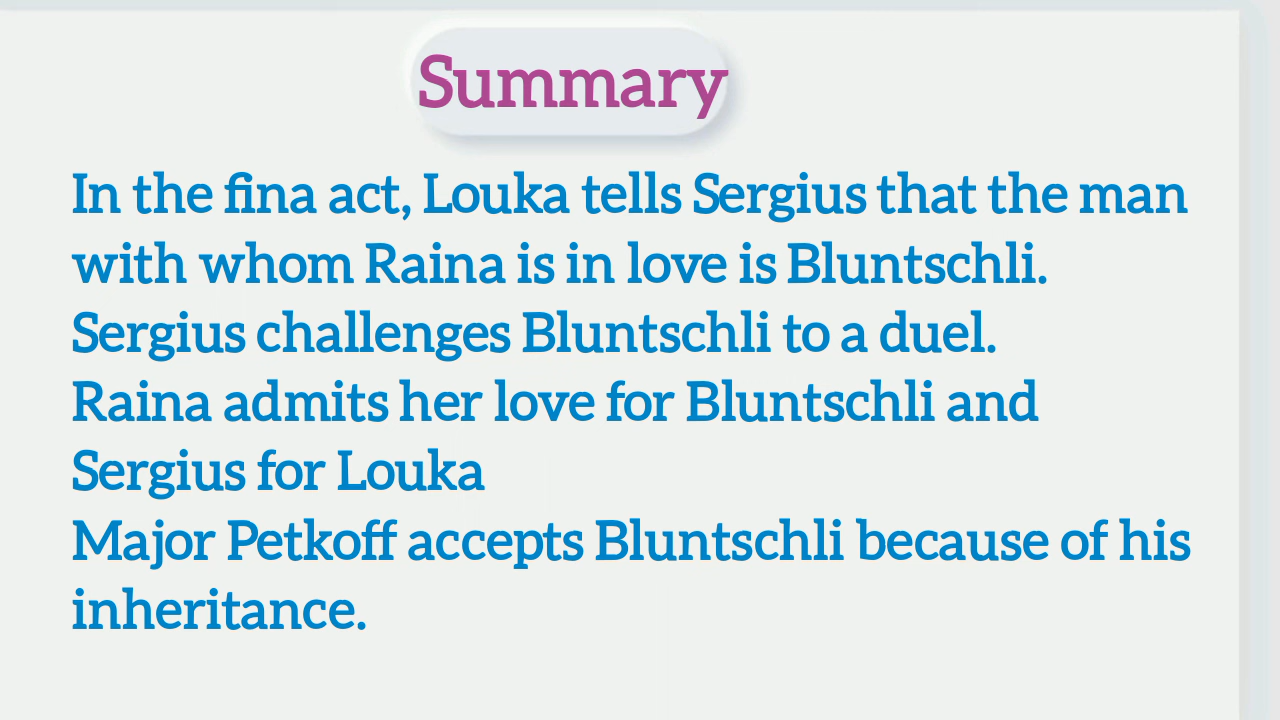 Summary
In the fina act, Louka tells Sergius that the man
with whom Raina is in love is Bluntschli.
Sergius challenges Bluntschli to a duel.
Raina admits her love for Bluntschli and
Sergius for Louka
Major Petkoff accepts Bluntschli because of his
inheritance.